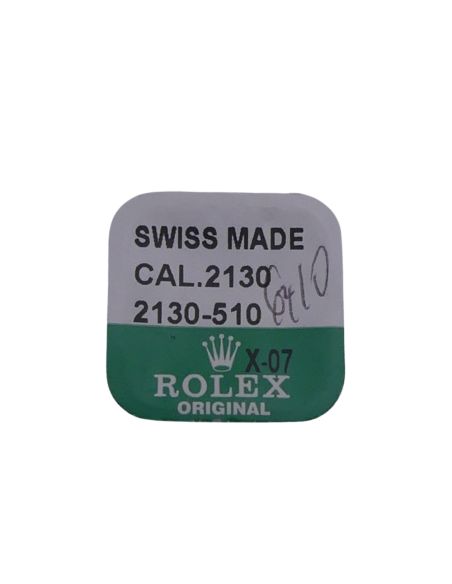 SWISS MADE
CAL.2130
2130-510
X-07
ROLEX
ORIGINAL